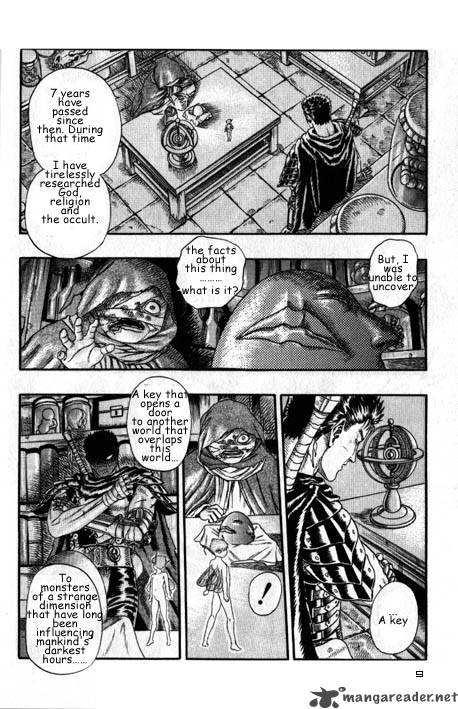 7 years
have
passed
since
then. During
that time
I have
tirelessly
researched
God,
religion
and
the occult.
But, I
was
unable to
uncover
the facts
about
this thing
.........
what is it?
A key that
opens a
door
to another
world that
overlaps
this
world...
To
monsters
of a strange
dimension
that have long
been
influencing
mankind's
darkest
hours......
!
...
A key
9
mangareader.net